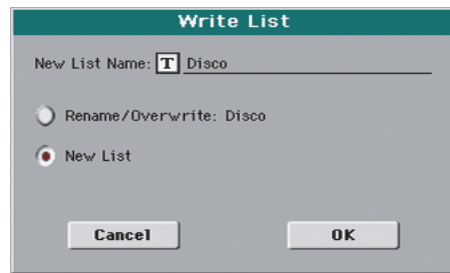 Write List
New List Name: T Disco
Rename/Overwrite: Disco
New List
Cancel OK